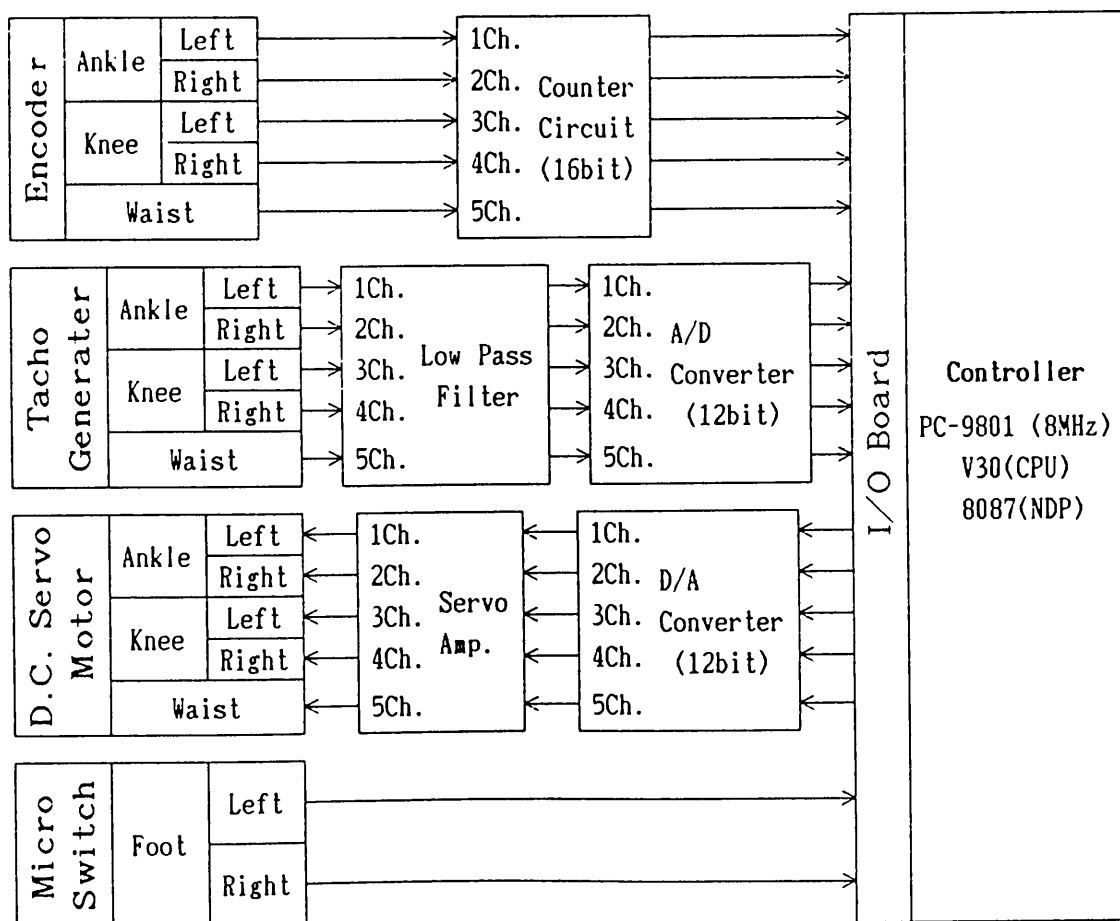 Encoder
Ankle
Left
Right
Knee
Left
Right
Waist
1Ch.
2Ch.
3Ch.
4Ch.
5Ch.
Counter
Circuit
(16bit)
Tacho
Generater
Ankle
Left
Right
Knee
Left
Right
Waist
1Ch.
2Ch.
3Ch.
4Ch.
5Ch.
Low Pass
Filter
1Ch.
2Ch.
3Ch.
4Ch.
5Ch.
A/D
Converter
(12bit)
D.C. Servo
Motor
Ankle
Left
Right
Knee
Left
Right
Waist
1Ch.
2Ch.
3Ch.
4Ch.
5Ch.
Servo
Amp.
1Ch.
2Ch.
3Ch.
4Ch.
5Ch.
D/A
Converter
(12bit)
Micro
Switch
Foot
Left
Right
I/O Board
Controller
PC-9801 (8MHz)
V30(CPU)
8087(NDP)